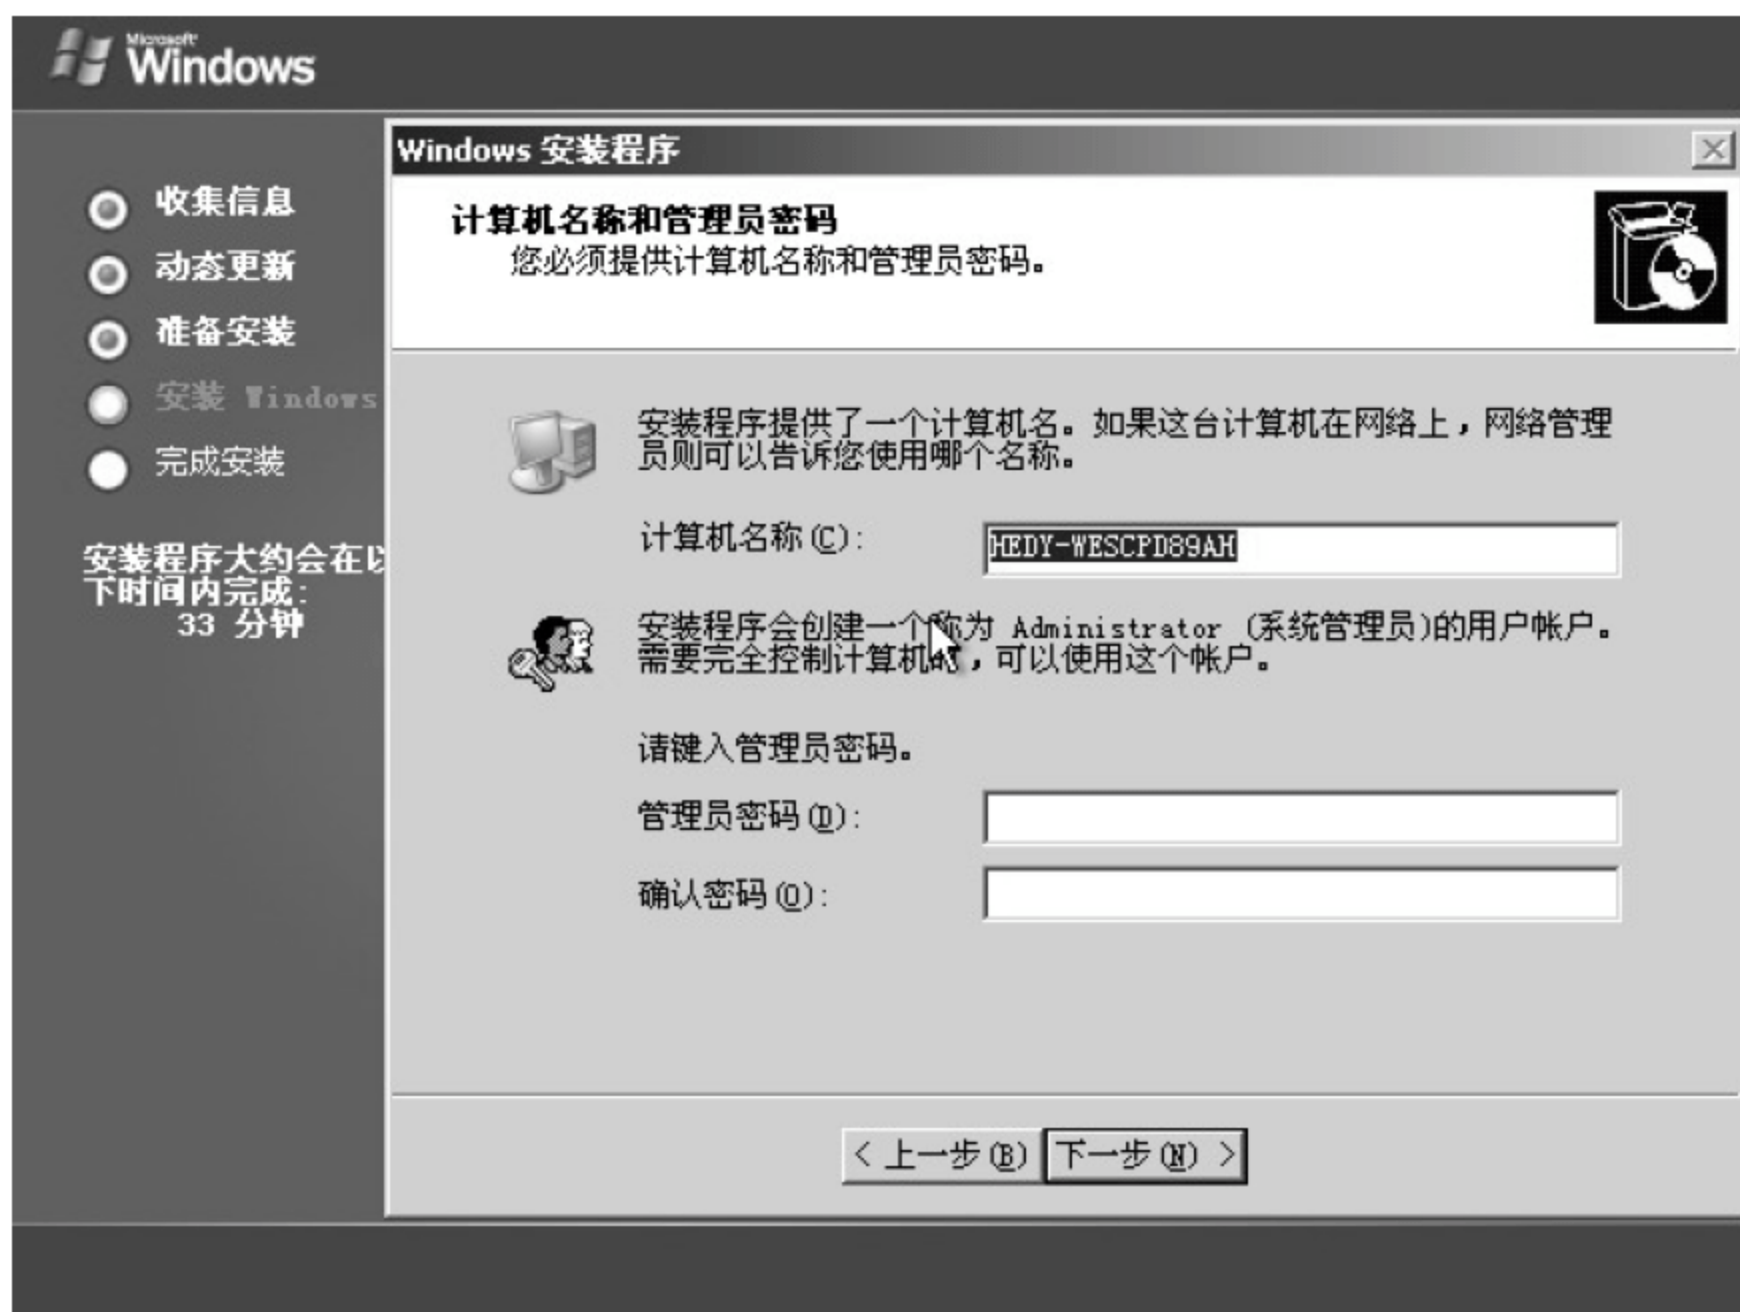 Microsoft
Windows
收集信息
动态更新
准备安装
安装 Windows
完成安装
安装程序大约会在以
下时间内完成:
33 分钟
Windows 安装程序
计算机名称和管理员密码
您必须提供计算机名称和管理员密码。
安装程序提供了一个计算机名。如果这台计算机在网络上，网络管理
员则可以告诉您使用哪个名称。
计算机名称(C):
HEDY-WESCPD89AH
安装程序会创建一个称为 Administrator (系统管理员)的用户帐户。
需要完全控制计算机时，可以使用这个帐户。
请键入管理员密码。
管理员密码(D):
确认密码(O):
< 上一步(B)
下一步(N) >